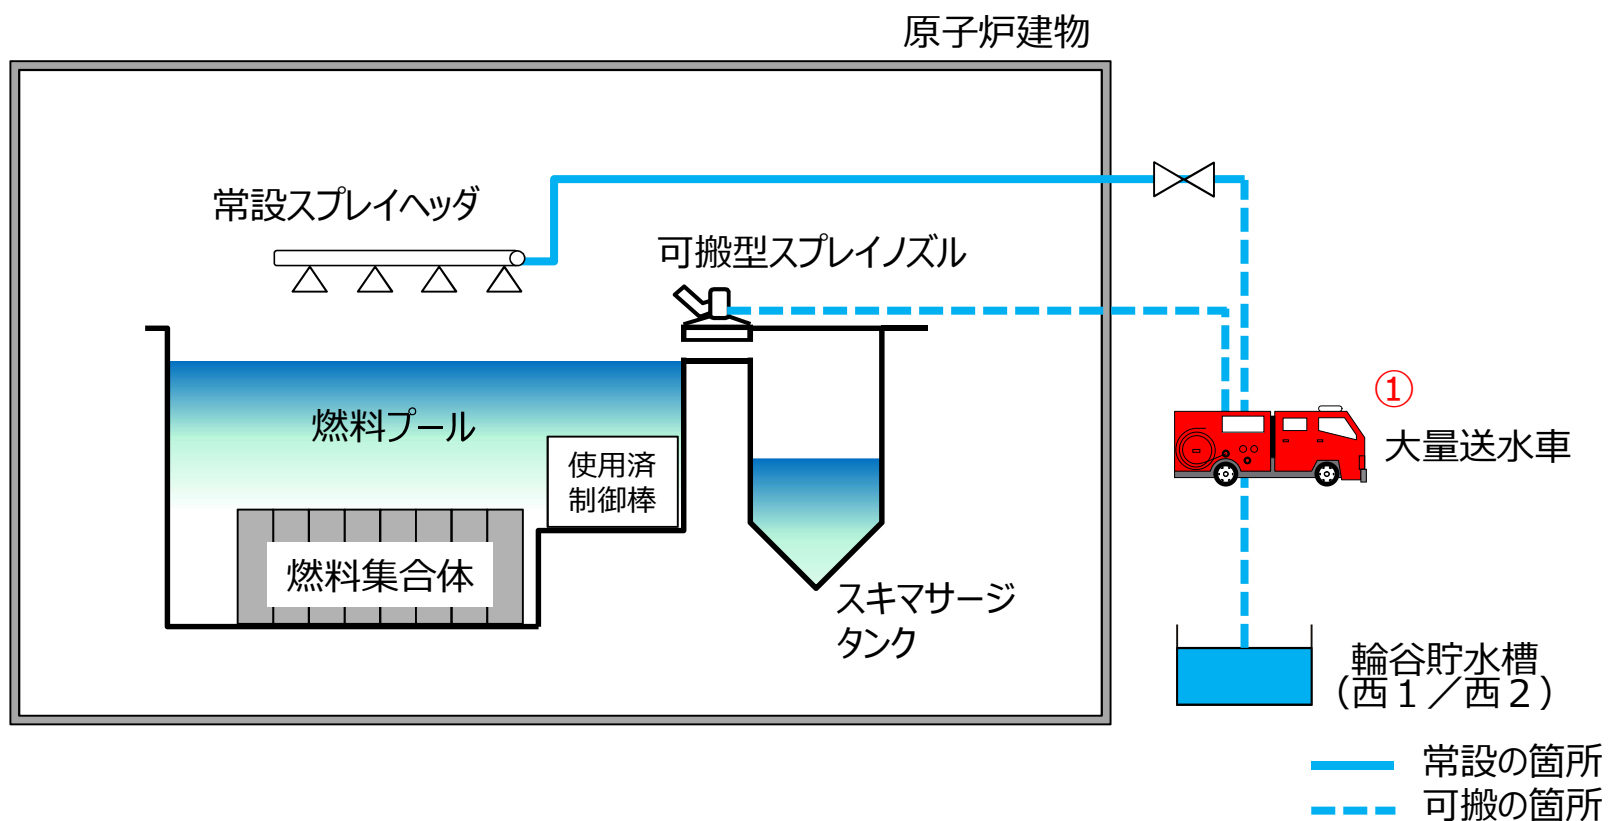 原子炉建物
常設スプレイヘッダ
可搬型スプレイノズル
①
大量送水車
燃料プール
使用済
制御棒
燃料集合体
スキマサージ
タンク
輪谷貯水槽
(西1/西2)
常設の箇所
可搬の箇所